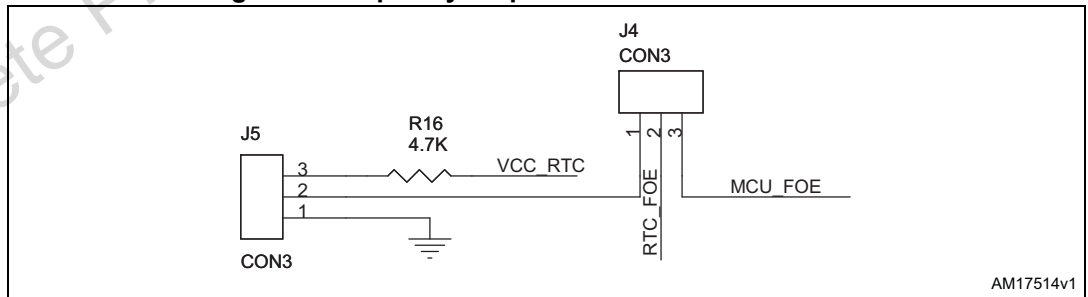 J4
CON3
1
2
3
R16
4.7K
J5
3
VCC_RTC
2
RTC_FOE
MCU_FOE
1
CON3
AM17514v1